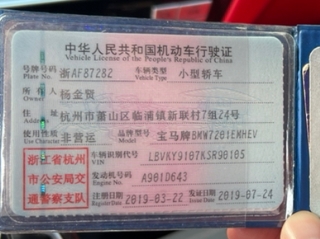 中华人民共和国机动车行驶证
Vehicle License of the People's Republic of China
号牌号码 浙AF87282 车辆类型 小型轿车
Plate No. Vehicle Type
所有人 杨金贤
住址 杭州市萧山区临浦镇新联村7组24号
使用性质 非营运 品牌型号 宝马牌BMW7201EMHEV
Use Character Model
浙江省杭州
市公安局交
通警察支队
车辆识别代号 LBVKY9107KSR90105
VIN
发动机号码 A901D643
Engine No.
注册日期 2019-03-22 发证日期 2019-07-24
Register Date Issue Date